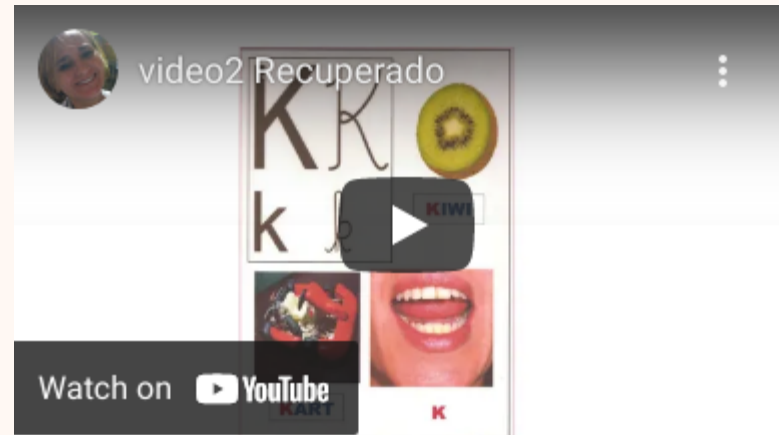 video2 Recuperado
K K
k k
KIWI
KART
K
Watch on YouTube